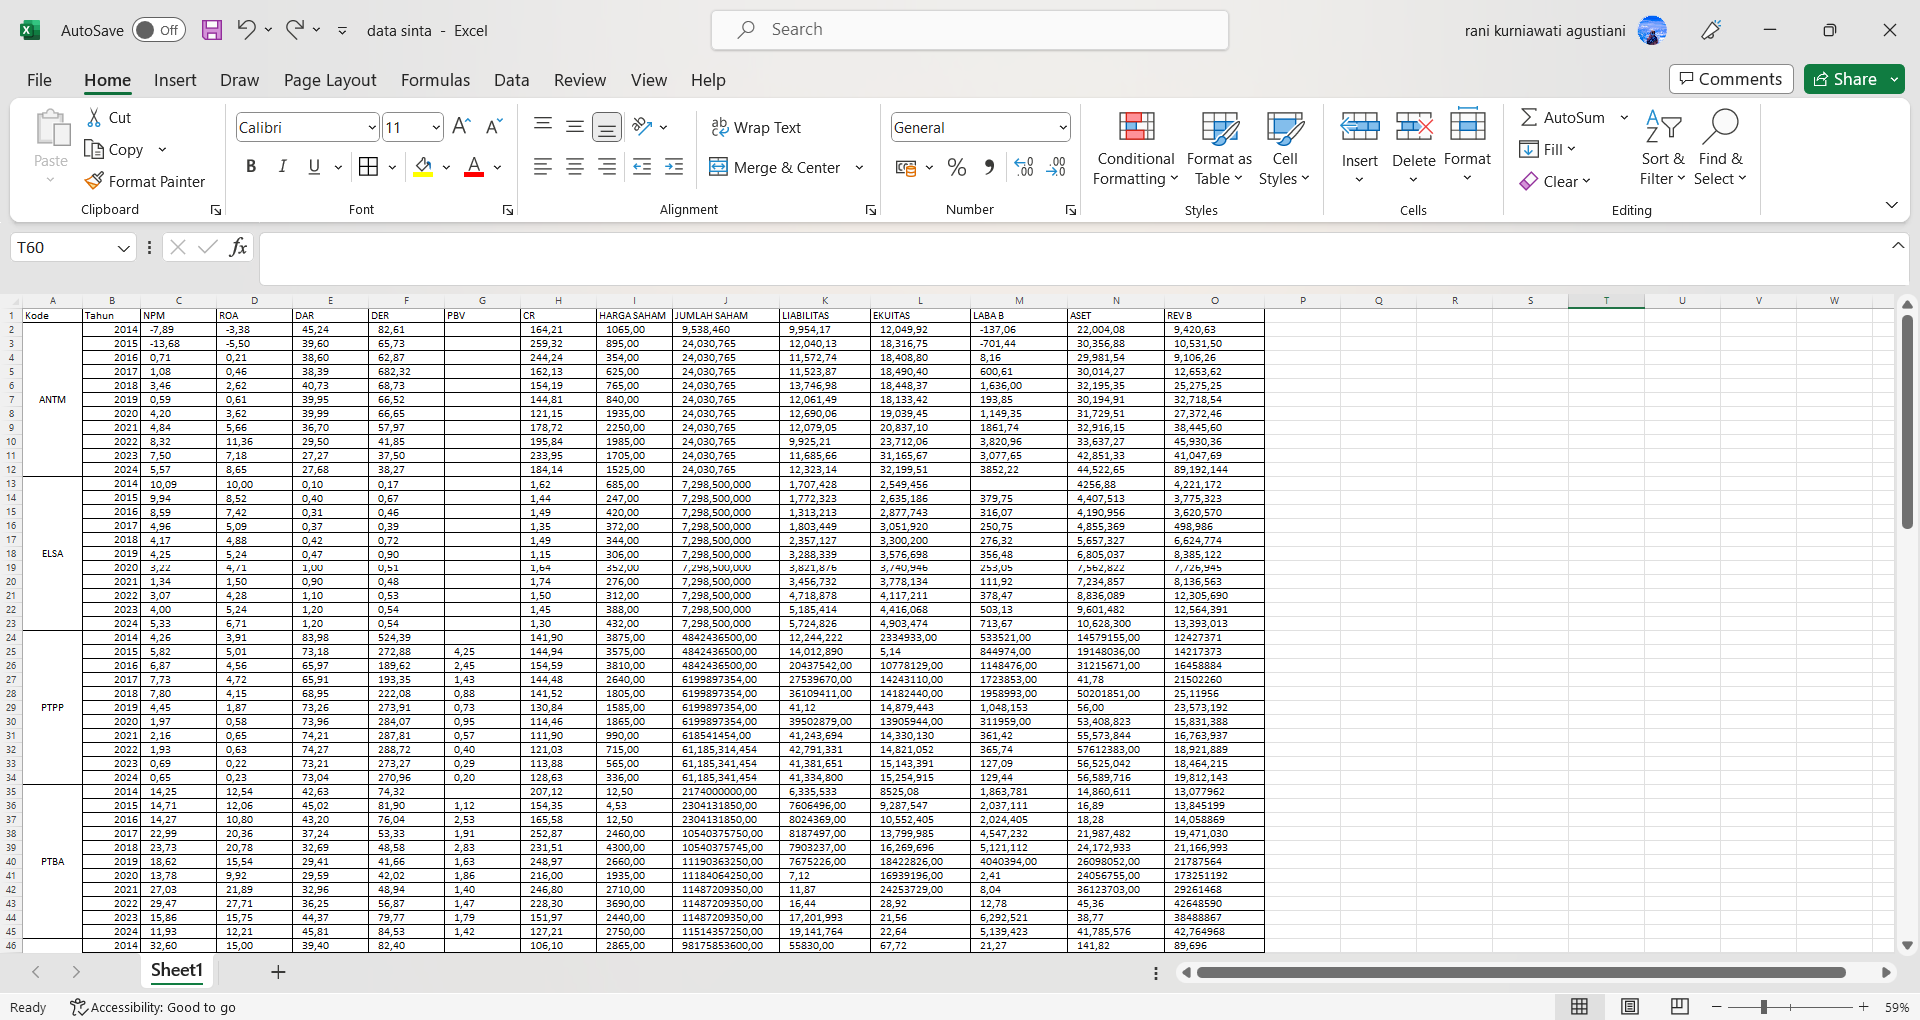 AutoSave Off data sinta - Excel Search rani kurniawati agustiani
File Home Insert Draw Page Layout Formulas Data Review View Help Comments Share
Paste Cut Copy Format Painter Clipboard
Calibri 11 B I U A Font
Wrap Text Merge & Center Alignment
General % Number
Conditional Formatting Format as Table Cell Styles Styles
Insert Delete Format Cells
AutoSum Fill Clear Sort & Filter Find & Select Editing
T60 fx
A B C D E F G H I J K L M N O P Q R S T U V W
1 Kode Tahun NPM ROA DAR DER PBV CR HARGA SAHAM JUMLAH SAHAM LIABILITAS EKUITAS LABA B ASET REV B
2 2014 -7,89 -3,38 45,24 82,61 164,21 1065,00 9,538,460 9,954,17 12,049,92 -137,06 22,004,08 9,420,63
3 2015 -13,68 -5,50 39,60 65,73 259,32 895,00 24,030,765 12,040,13 18,316,75 -701,44 30,356,88 10,531,50
4 2016 0,71 0,21 38,60 62,87 244,24 354,00 24,030,765 11,572,74 18,408,80 8,16 29,981,54 9,106,26
5 2017 1,08 0,46 38,39 682,32 162,13 625,00 24,030,765 11,523,87 18,490,40 600,61 30,014,27 12,653,62
6 2018 3,46 2,62 40,73 68,73 154,19 765,00 24,030,765 13,746,98 18,448,37 1,636,00 32,195,35 25,275,25
7 ANTM 2019 0,59 0,61 39,95 66,52 144,81 840,00 24,030,765 12,061,49 18,133,42 193,85 30,194,91 32,718,54
8 2020 4,20 3,62 39,99 66,65 121,15 1935,00 24,030,765 12,690,06 19,039,45 1,149,35 31,729,51 27,372,46
9 2021 4,84 5,66 36,70 57,97 178,72 2250,00 24,030,765 12,079,05 20,837,10 1861,74 32,916,15 38,445,60
10 2022 8,32 11,36 29,50 41,85 195,84 1985,00 24,030,765 9,925,21 23,712,06 3,820,96 33,637,27 45,930,36
11 2023 7,50 7,18 27,27 37,50 233,95 1705,00 24,030,765 11,685,66 31,165,67 3,077,65 42,851,33 41,047,69
12 2024 5,57 8,65 27,68 38,27 184,14 1525,00 24,030,765 12,323,14 32,199,51 3852,22 44,522,65 89,192,144
13 2014 10,09 10,00 0,10 0,17 1,62 685,00 7,298,500,000 1,707,428 2,549,456 4256,88 4,221,172
14 2015 9,94 8,52 0,40 0,67 1,44 247,00 7,298,500,000 1,772,323 2,635,186 379,75 4,407,513 3,775,323
15 2016 8,59 7,42 0,31 0,46 1,49 420,00 7,298,500,000 1,313,213 2,877,743 316,07 4,190,956 3,620,570
16 2017 4,96 5,09 0,37 0,39 1,35 372,00 7,298,500,000 1,803,449 3,051,920 250,75 4,855,369 498,986
17 2018 4,17 4,88 0,42 0,72 1,49 344,00 7,298,500,000 2,357,127 3,300,200 276,32 5,657,327 6,624,774
18 ELSA 2019 4,25 5,24 0,47 0,90 1,15 306,00 7,298,500,000 3,288,339 3,576,698 356,48 6,805,037 8,385,122
19 2020 3,22 4,71 1,00 0,51 1,64 352,00 7,298,500,000 3,821,876 3,740,946 253,05 7,562,822 7,726,945
20 2021 1,34 1,50 0,90 0,48 1,74 276,00 7,298,500,000 3,456,732 3,778,134 111,92 7,234,857 8,136,563
21 2022 3,07 4,28 1,10 0,53 1,50 312,00 7,298,500,000 4,718,878 4,117,211 378,47 8,836,089 12,305,690
22 2023 4,00 5,24 1,20 0,54 1,45 388,00 7,298,500,000 5,185,414 4,416,068 503,13 9,601,482 12,564,391
23 2024 5,33 6,71 1,20 0,54 1,30 432,00 7,298,500,000 5,724,826 4,903,474 713,67 10,628,300 13,393,013
24 2014 4,26 3,91 83,98 524,39 141,90 3875,00 4842436500,00 12,244,222 2334933,00 533521,00 14579155,00 12427371
25 2015 5,82 5,01 73,18 272,88 4,25 144,94 3575,00 4842436500,00 14,012,890 5,14 844974,00 19148036,00 14217373
26 2016 6,87 4,56 65,97 189,62 2,45 154,59 3810,00 4842436500,00 20437542,00 10778129,00 1148476,00 31215671,00 16458884
27 2017 7,73 4,72 65,91 193,35 1,43 144,48 2640,00 6199897354,00 27539670,00 14243110,00 1723853,00 41,78 21502260
28 2018 7,80 4,15 68,95 222,08 0,88 141,52 1805,00 6199897354,00 36109411,00 14182440,00 1958993,00 50201851,00 25,11956
29 PTPP 2019 4,45 1,87 73,26 273,91 0,73 130,84 1585,00 6199897354,00 41,12 14,879,443 1,048,153 56,00 23,573,192
30 2020 1,97 0,58 73,96 284,07 0,95 114,46 1865,00 6199897354,00 39502879,00 13905944,00 311959,00 53,408,823 15,831,388
31 2021 2,16 0,65 74,21 287,81 0,57 111,90 990,00 618541454,00 41,243,694 14,330,130 361,42 55,573,844 16,763,937
32 2022 1,93 0,63 74,27 288,72 0,40 121,03 715,00 61,185,314,454 42,791,331 14,821,052 365,74 57612383,00 18,921,889
33 2023 0,69 0,22 73,21 273,27 0,29 113,88 565,00 61,185,341,454 41,381,651 15,143,391 127,09 56,525,042 18,464,215
34 2024 0,65 0,23 73,04 270,96 0,20 128,63 336,00 61,185,341,454 41,334,800 15,254,915 129,44 56,589,716 19,812,143
35 2014 14,25 12,54 42,63 74,32 207,12 12,50 2174000000,00 6,335,533 8525,08 1,863,781 14,860,611 13,077962
36 2015 14,71 12,06 45,02 81,90 1,12 154,35 4,53 2304131850,00 7606496,00 9,287,547 2,037,111 16,89 13,845199
37 2016 14,27 10,80 43,20 76,04 2,53 165,58 12,50 2304131850,00 8024369,00 10,552,405 2,024,405 18,28 14,058869
38 2017 22,99 20,36 37,24 53,33 1,91 252,87 2460,00 10540375750,00 8187497,00 13,799,985 4,547,232 21,987,482 19,471,030
39 2018 23,73 20,78 32,69 48,58 2,83 231,51 4300,00 10540375745,00 7903237,00 16,269,696 5,121,112 24,172,933 21,166,993
40 PTBA 2019 18,62 15,54 29,41 41,66 1,63 248,97 2660,00 11190363250,00 7675226,00 18422826,00 4040394,00 26098052,00 21787564
41 2020 13,78 9,92 29,59 42,02 1,86 216,00 1935,00 11184064250,00 7,12 16939196,00 2,41 24056755,00 173251192
42 2021 27,03 21,89 32,96 48,94 1,40 246,80 2710,00 11487209350,00 11,87 24253729,00 8,04 36123703,00 29261468
43 2022 29,47 27,71 36,25 56,87 1,47 228,30 3690,00 11487209350,00 16,44 28,92 12,78 45,36 42648590
44 2023 15,86 15,75 44,37 79,77 1,79 151,97 2440,00 11487209350,00 17,201,993 21,56 6,292,521 38,77 38488867
45 2024 11,93 12,21 45,81 84,53 1,42 127,21 2750,00 11514357250,00 19,141,764 22,64 5,139,423 41,785,576 42,764968
46 2014 32,60 15,00 39,40 82,40 106,10 2865,00 98175853600,00 55830,00 67,72 21,27 141,82 89,696
Sheet1
Ready Accessibility: Good to go 59%